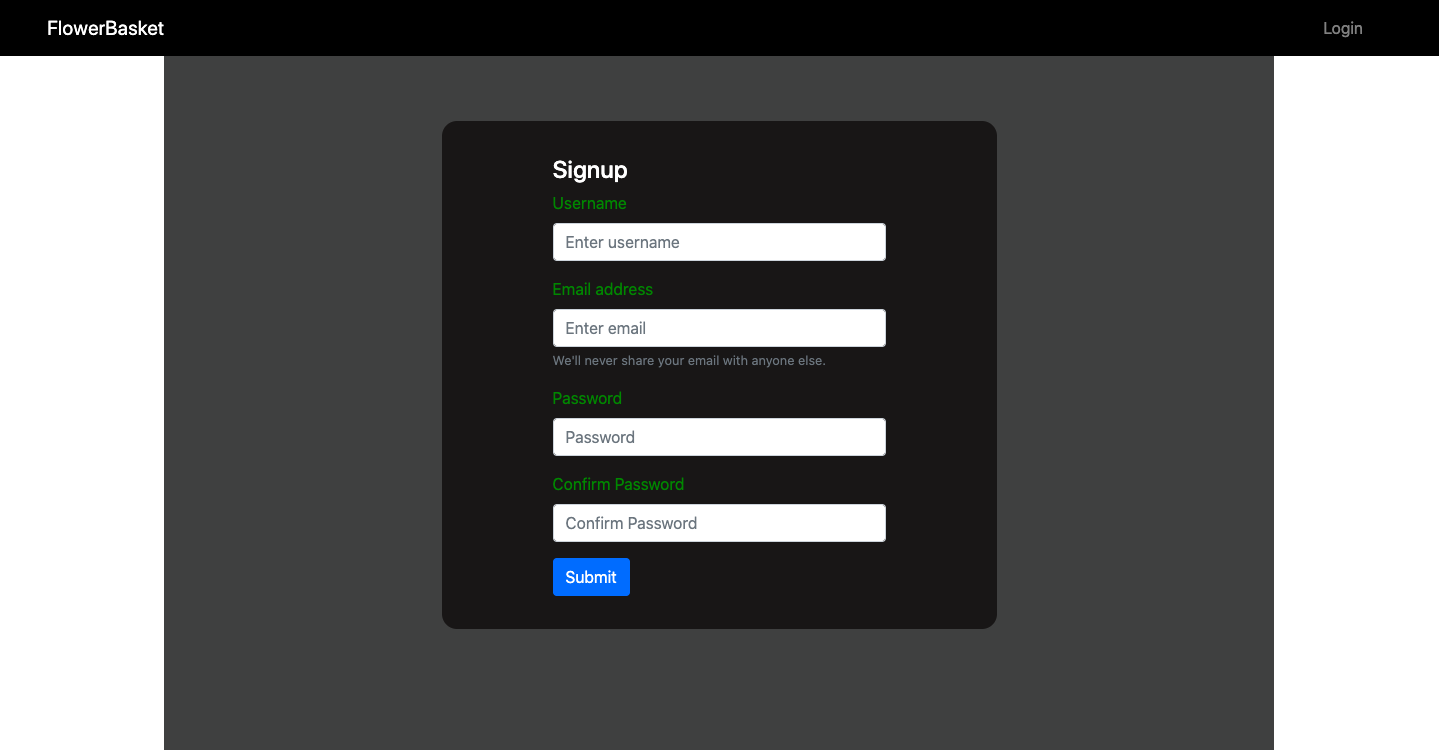 FlowerBasket
Login
Signup
Username
Enter username
Email address
Enter email
We'll never share your email with anyone else.
Password
Password
Confirm Password
Confirm Password
Submit